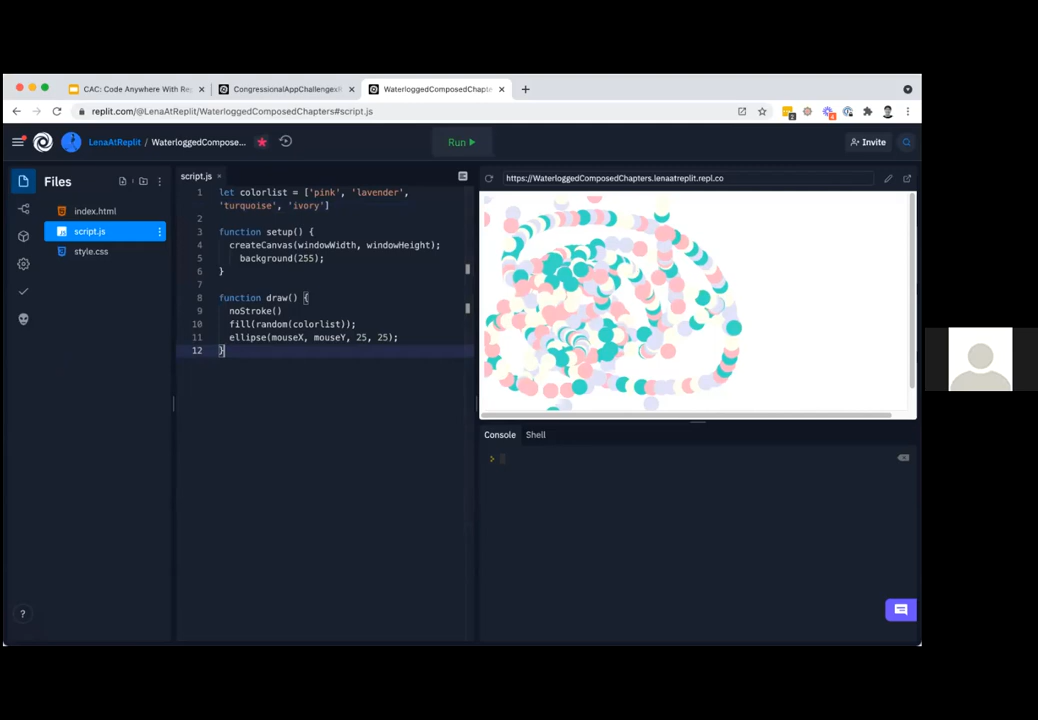 CAC: Code Anywhere With Re
CongressionalAppChallengexR
WaterloggedComposedChapte
replit.com/@LenaAtReplit/WaterloggedComposedChapters#script.js
LenaAtReplit / WaterloggedCompose...
Run
Invite
Files
index.html
script.js
style.css
script.js
1 let colorlist = ['pink', 'lavender',
'turquoise', 'ivory']
2
3 function setup() {
4 createCanvas(windowWidth, windowHeight);
5 background(255);
6 }
7
8 function draw() {
9 noStroke()
10 fill(random(colorlist));
11 ellipse(mouseX, mouseY, 25, 25);
12 }
https://WaterloggedComposedChapters.lenaatreplit.repl.co
Console Shell
>
?